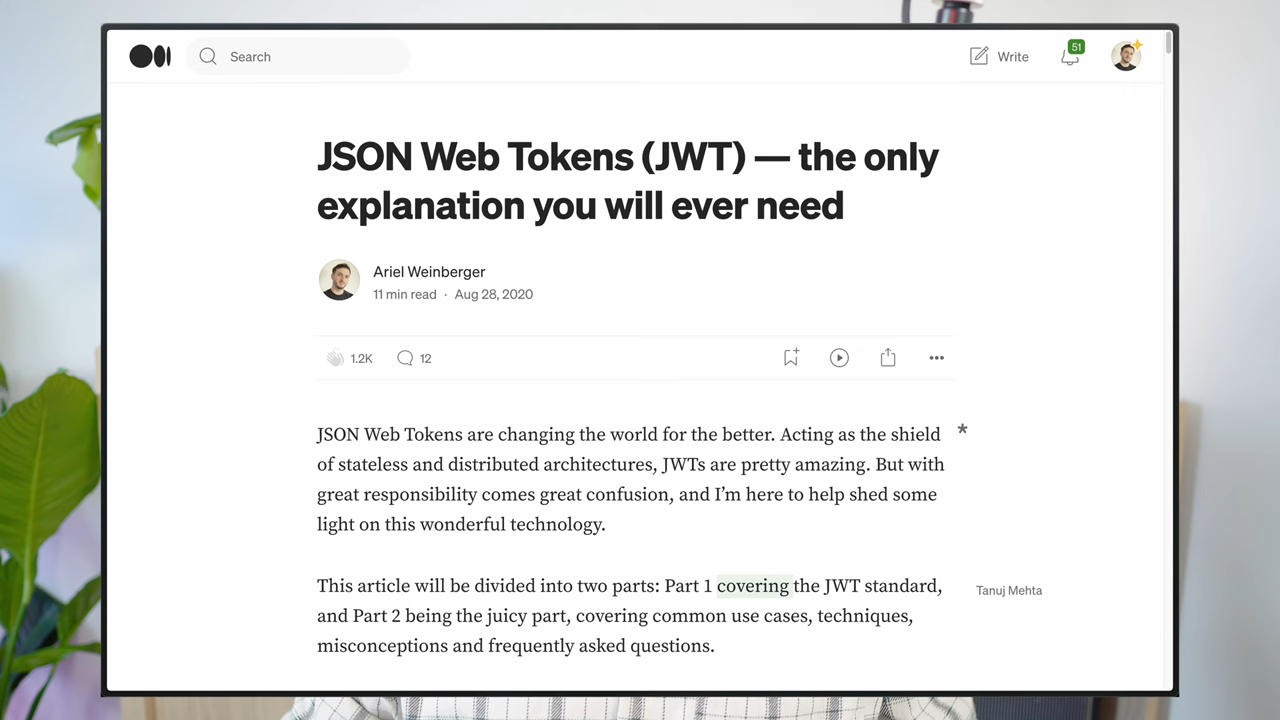 Search
Write
51
JSON Web Tokens (JWT) — the only
explanation you will ever need
Ariel Weinberger
11 min read · Aug 28, 2020
1.2K
12
JSON Web Tokens are changing the world for the better. Acting as the shield
of stateless and distributed architectures, JWTs are pretty amazing. But with
great responsibility comes great confusion, and I’m here to help shed some
light on this wonderful technology.
This article will be divided into two parts: Part 1 covering the JWT standard,
and Part 2 being the juicy part, covering common use cases, techniques,
misconceptions and frequently asked questions.
Tanuj Mehta